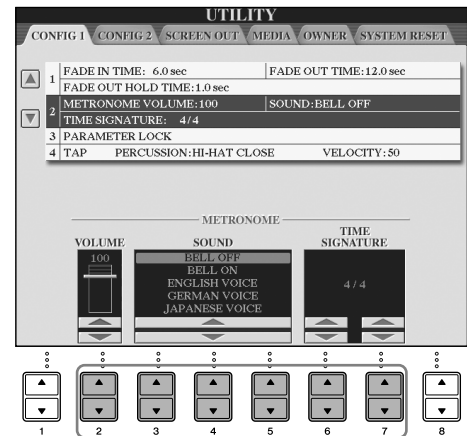 UTILITY
CONFIG 1 CONFIG 2 SCREEN OUT MEDIA OWNER SYSTEM RESET
1 FADE IN TIME: 6.0 sec FADE OUT TIME:12.0 sec
FADE OUT HOLD TIME:1.0 sec
2 METRONOME VOLUME:100 SOUND:BELL OFF
TIME SIGNATURE: 4/4
3 PARAMETER LOCK
4 TAP PERCUSSION:HI-HAT CLOSE VELOCITY:50
METRONOME
VOLUME SOUND TIME SIGNATURE
100 BELL OFF
BELL ON
ENGLISH VOICE 4/4
GERMAN VOICE
JAPANESE VOICE
1 2 3 4 5 6 7 8